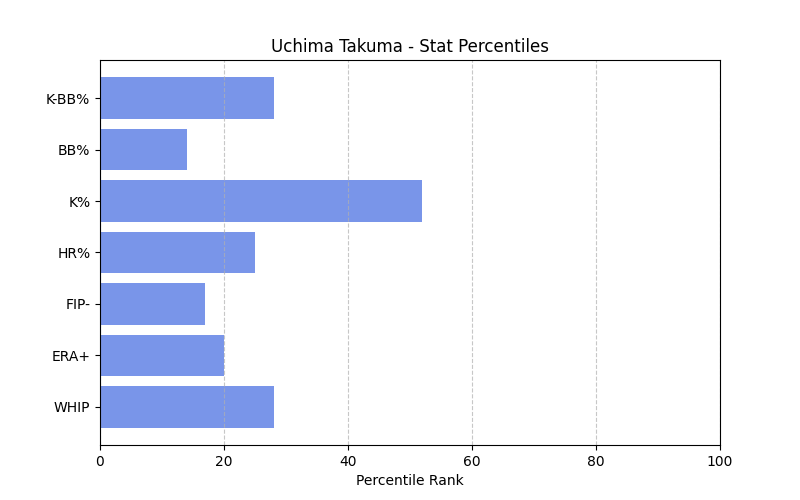 Uchima Takuma - Stat Percentiles
K-BB%
BB%
K%
HR%
FIP-
ERA+
WHIP
0 20 40 60 80 100
Percentile Rank